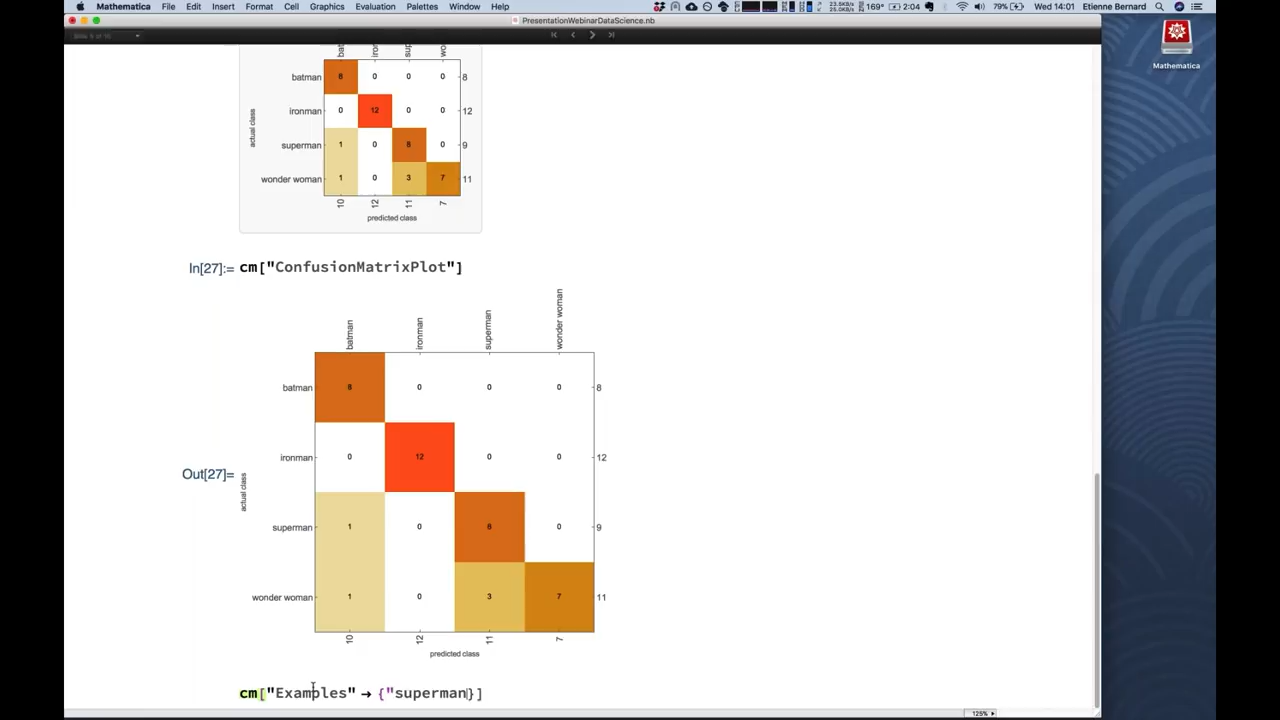 Mathematica File Edit Insert Format Cell Graphics Evaluation Palettes Window Help 169° 2:04 79% Wed 14:01 Etienne Bernard
PresentationWebinarDataScience.nb
Mathematica
batman 8 0 0 0 8
ironman 0 12 0 0 12
superman 1 0 8 0 9
wonder woman 1 0 3 7 11
actual class
10 12 11 7
predicted class
In[27]:= cm["ConfusionMatrixPlot"]
batman ironman superman wonder woman
batman 8 0 0 0 8
ironman 0 12 0 0 12
Out[27]=
actual class
superman 1 0 8 0 9
wonder woman 1 0 3 7 11
10 12 11 7
predicted class
cm["Examples" → {"superman}]
125%